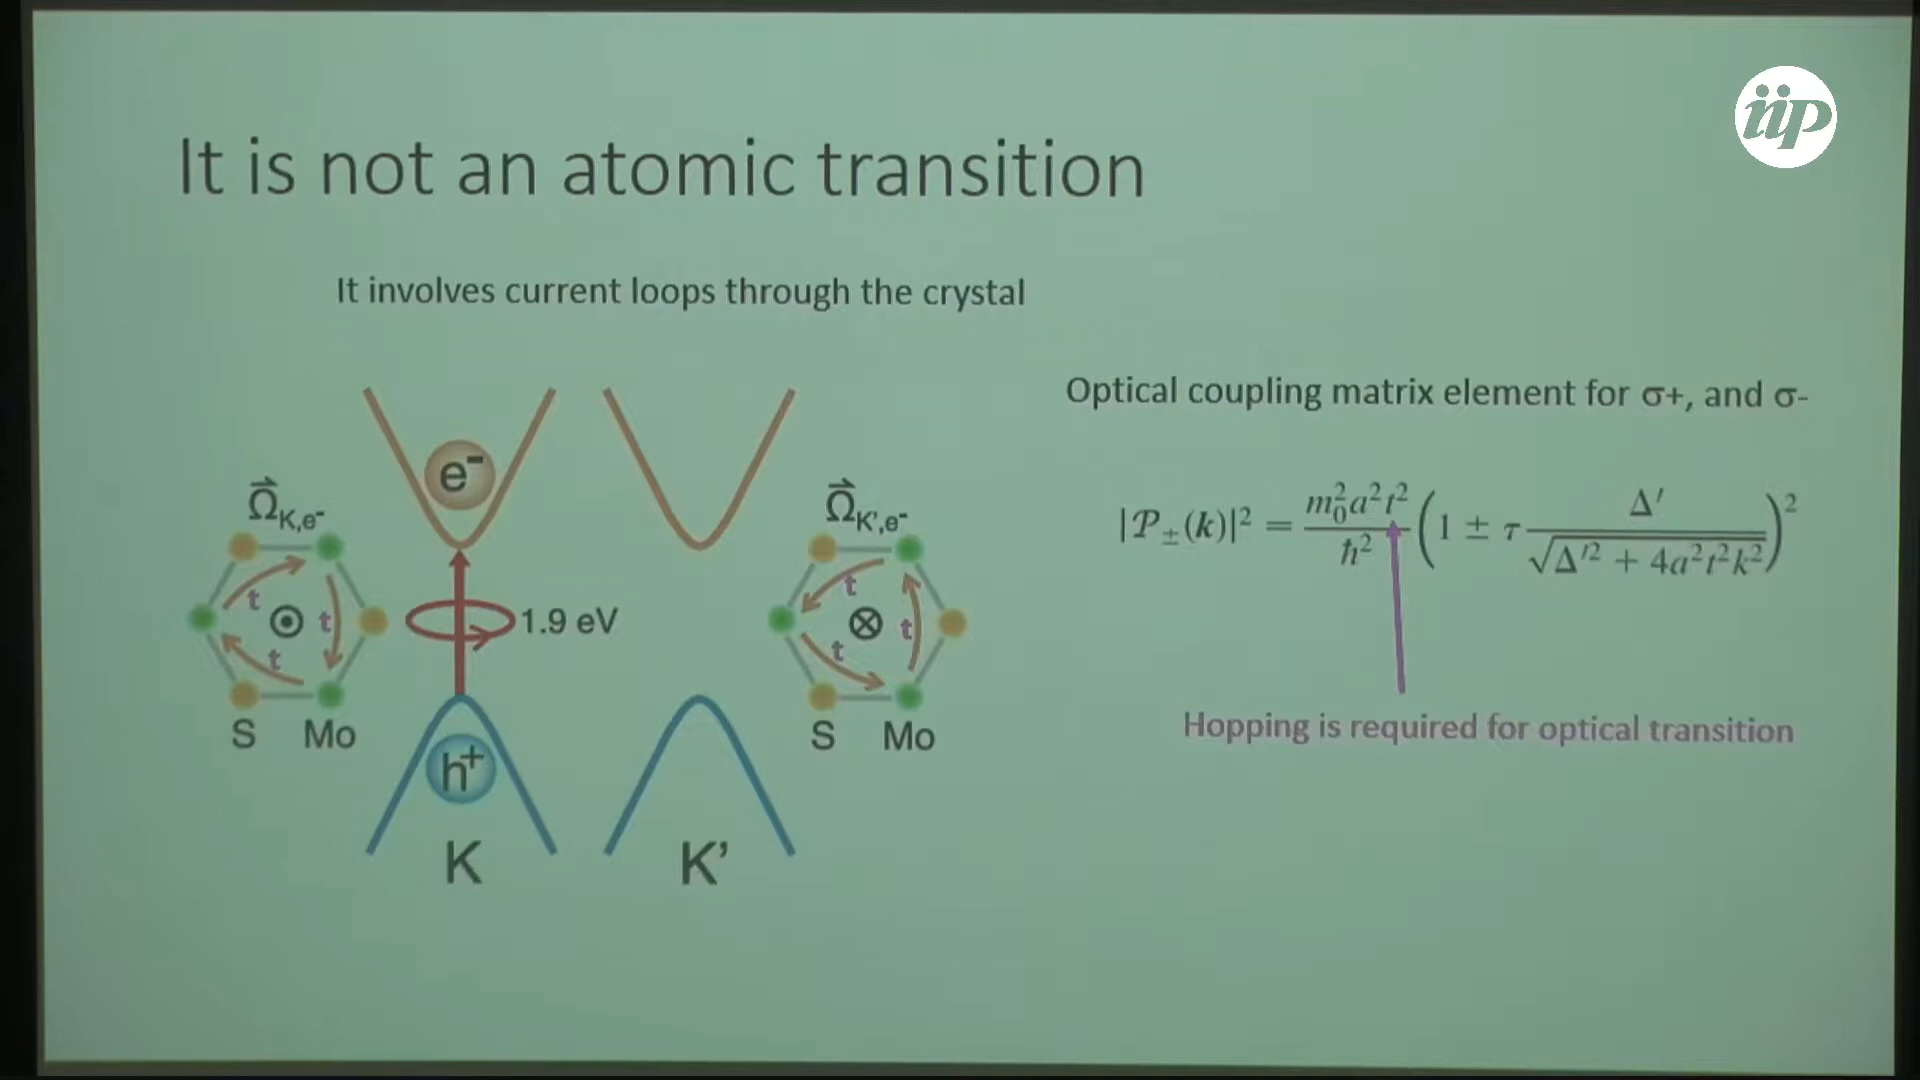 iip
It is not an atomic transition
It involves current loops through the crystal
Optical coupling matrix element for σ+, and σ-
|𝒫±(k)|² = m₀²a²t²/ħ² (1 ± τ Δ′/√(Δ′² + 4a²t²k²))²
Hopping is required for optical transition
Ω⃗K,e⁻
t
t
t
S Mo
e⁻
1.9 eV
h⁺
K
K’
Ω⃗K’,e⁻
t
t
t
S Mo